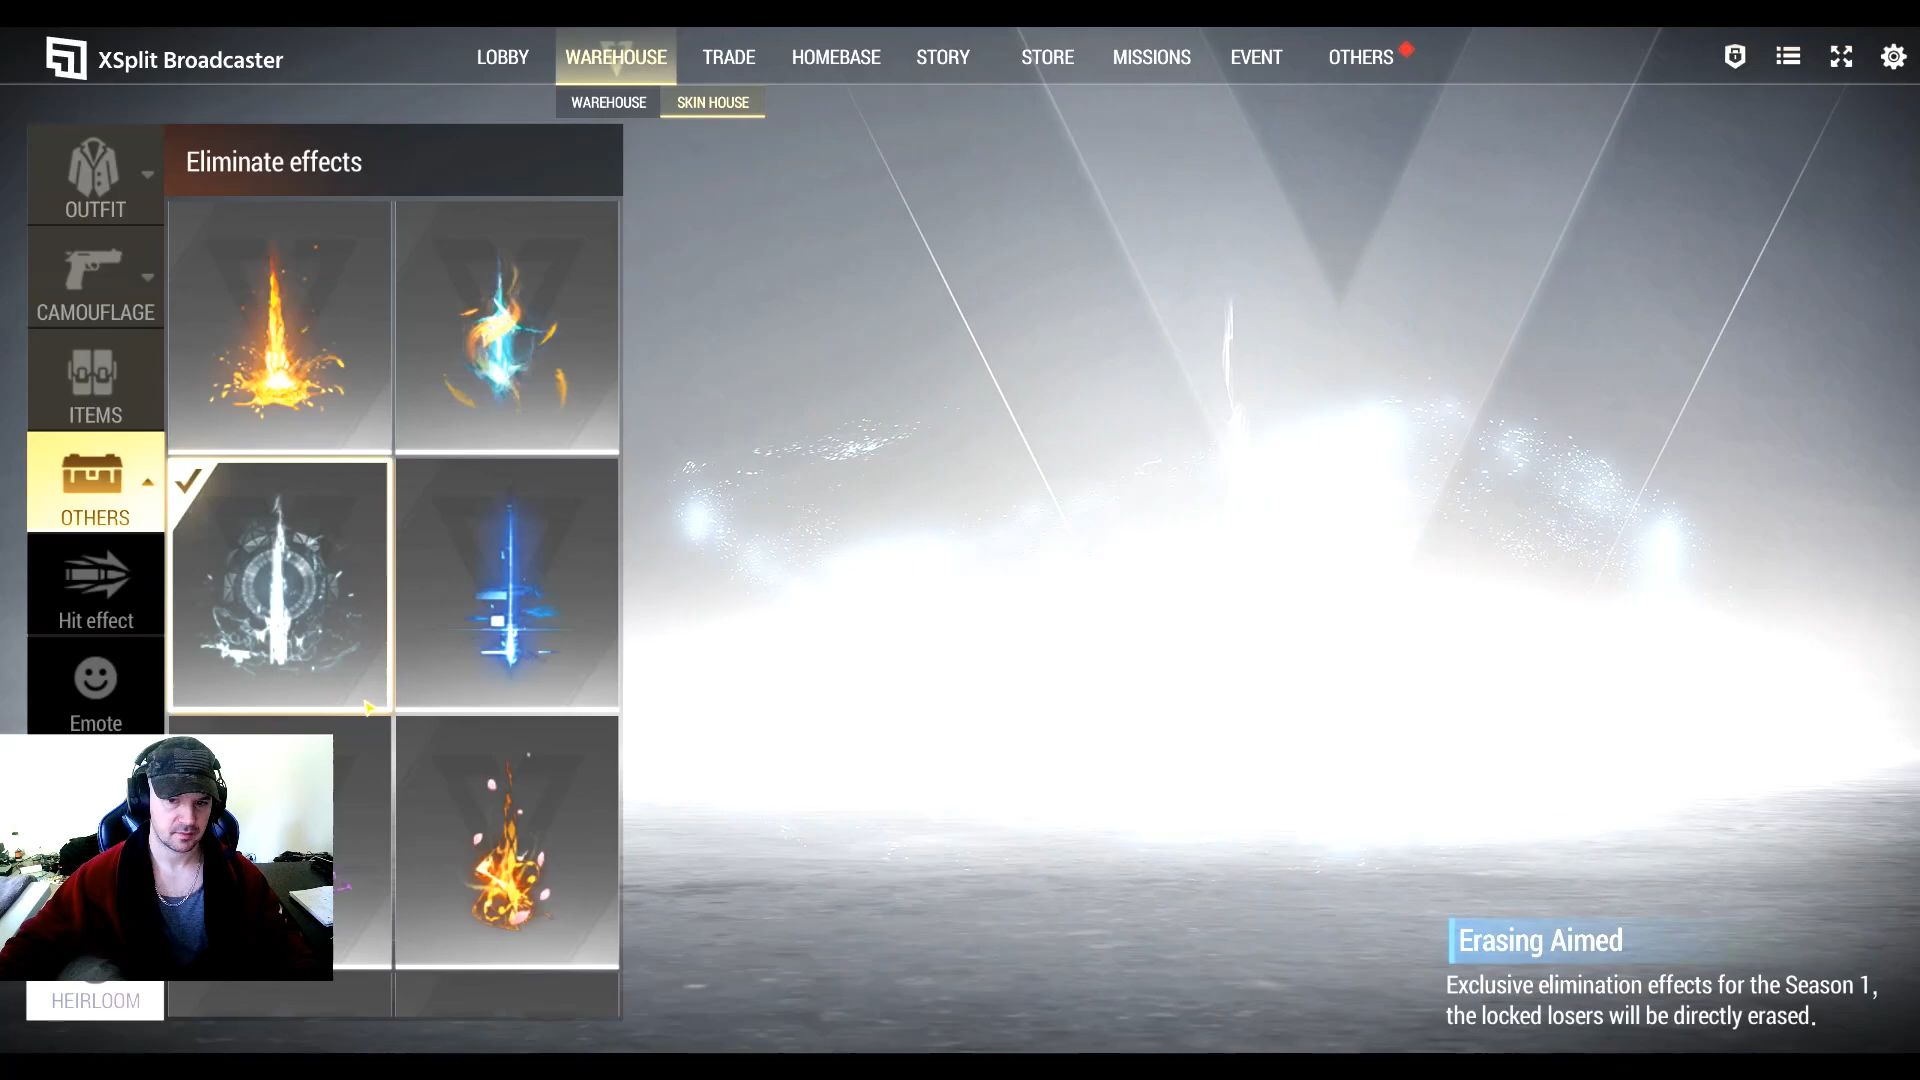 XSplit Broadcaster
LOBBY
WAREHOUSE
TRADE
HOMEBASE
STORY
STORE
MISSIONS
EVENT
OTHERS
WAREHOUSE
SKIN HOUSE
Eliminate effects
OUTFIT
CAMOUFLAGE
ITEMS
OTHERS
Hit effect
Emote
HEIRLOOM
Erasing Aimed
Exclusive elimination effects for the Season 1,
the locked losers will be directly erased.